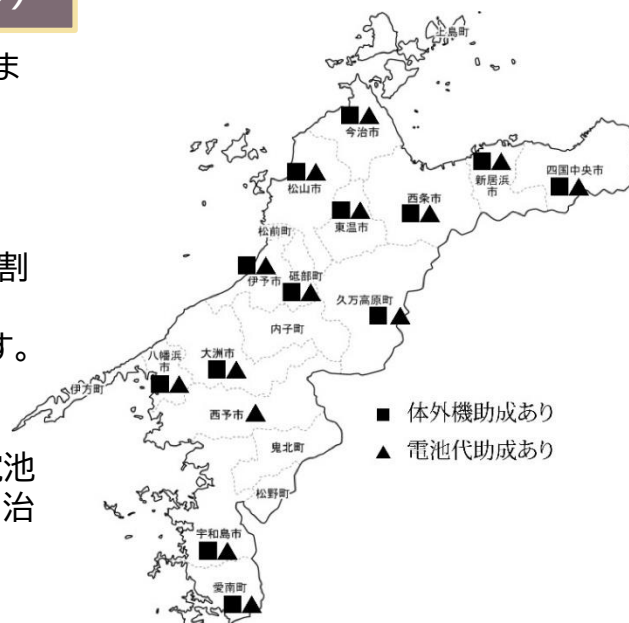 ま
割
す。
電池
治
上島町
今治市
松山市
新居浜
市
四国中央市
西条市
東温市
松前町
伊予市
砥部町
久万高原町
内子町
八幡浜
市
大洲市
伊方町
西予市
■ 体外機助成あり
▲ 電池代助成あり
鬼北町
松野町
宇和島市
愛南町